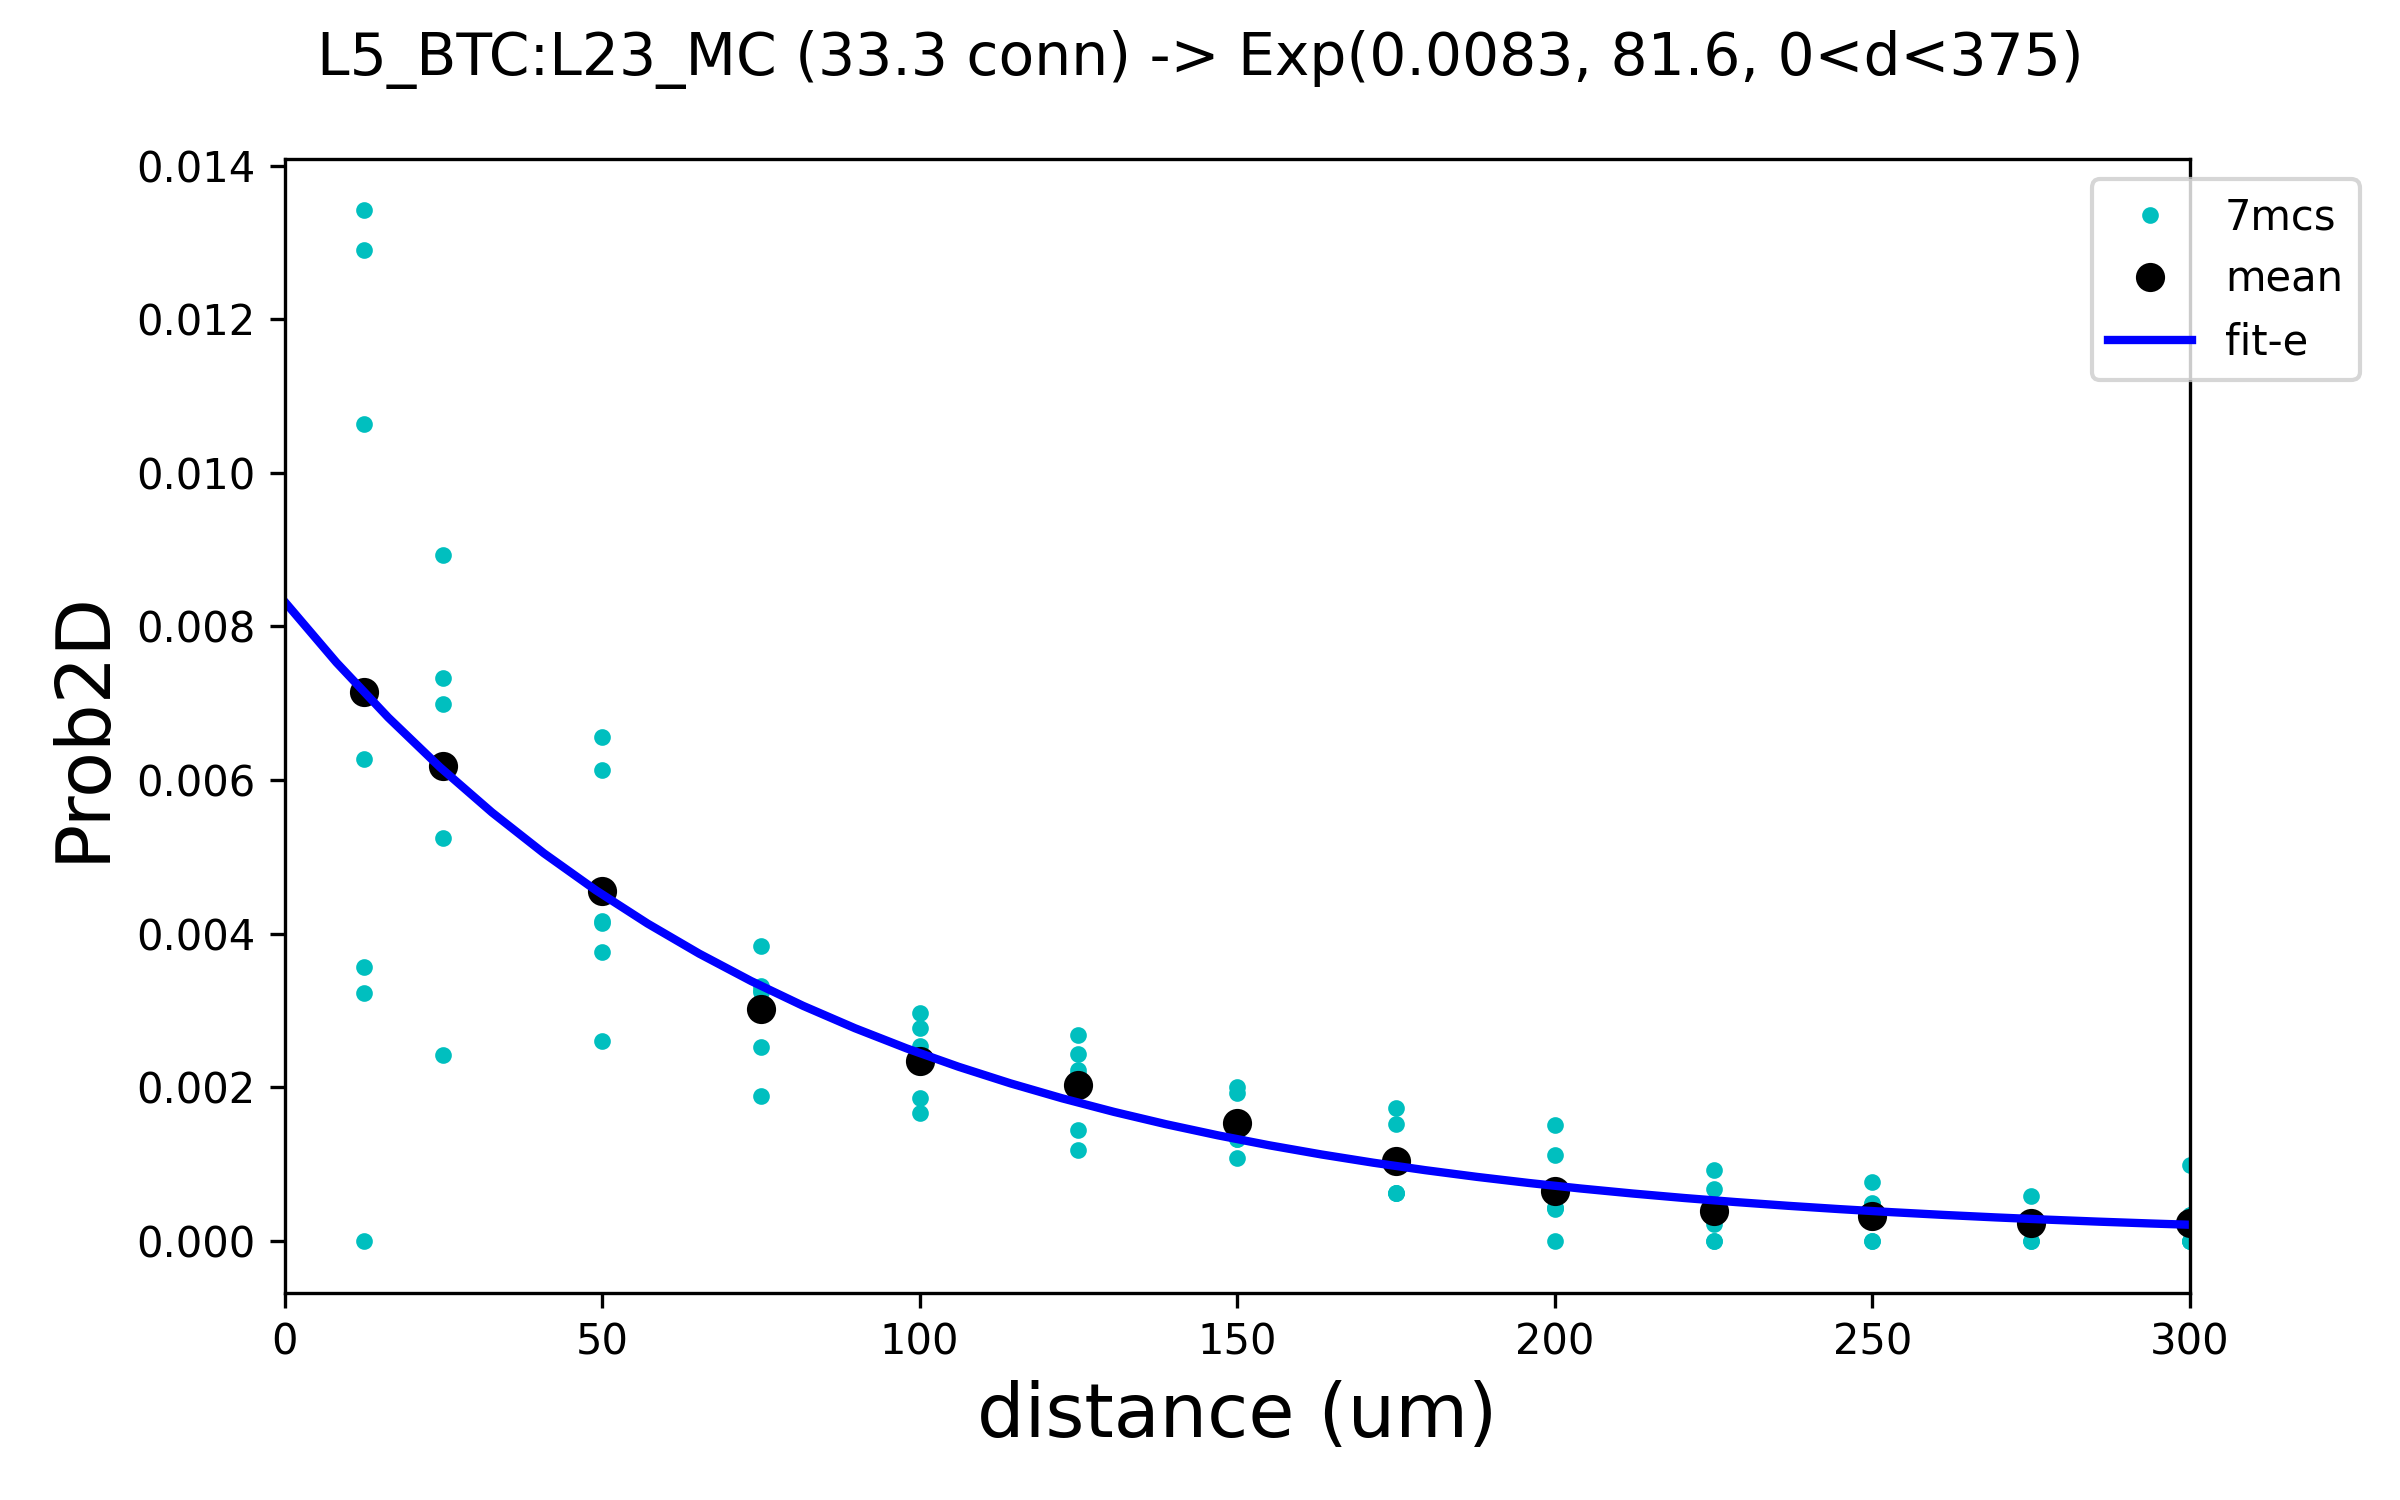 L5_BTC:L23_MC (33.3 conn) -> Exp(0.0083, 81.6, 0<d<375)
0.014
0.012
0.010
0.008
0.006
0.004
0.002
0.000
Prob2D
7mcs
mean
fit-e
0 50 100 150 200 250 300
distance (um)